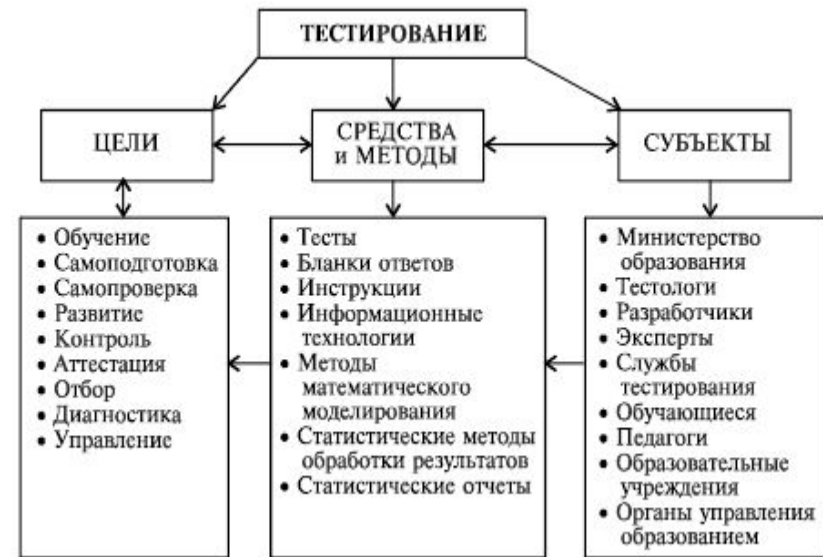 ТЕСТИРОВАНИЕ
ЦЕЛИ
СРЕДСТВА
и МЕТОДЫ
СУБЪЕКТЫ
• Обучение
• Самоподготовка
• Самопроверка
• Развитие
• Контроль
• Аттестация
• Отбор
• Диагностика
• Управление
• Тесты
• Бланки ответов
• Инструкции
• Информационные
технологии
• Методы
математического
моделирования
• Статистические методы
обработки результатов
• Статистические отчеты
• Министерство
образования
• Тестологи
• Разработчики
• Эксперты
• Службы
тестирования
• Обучающиеся
• Педагоги
• Образовательные
учреждения
• Органы управления
образованием